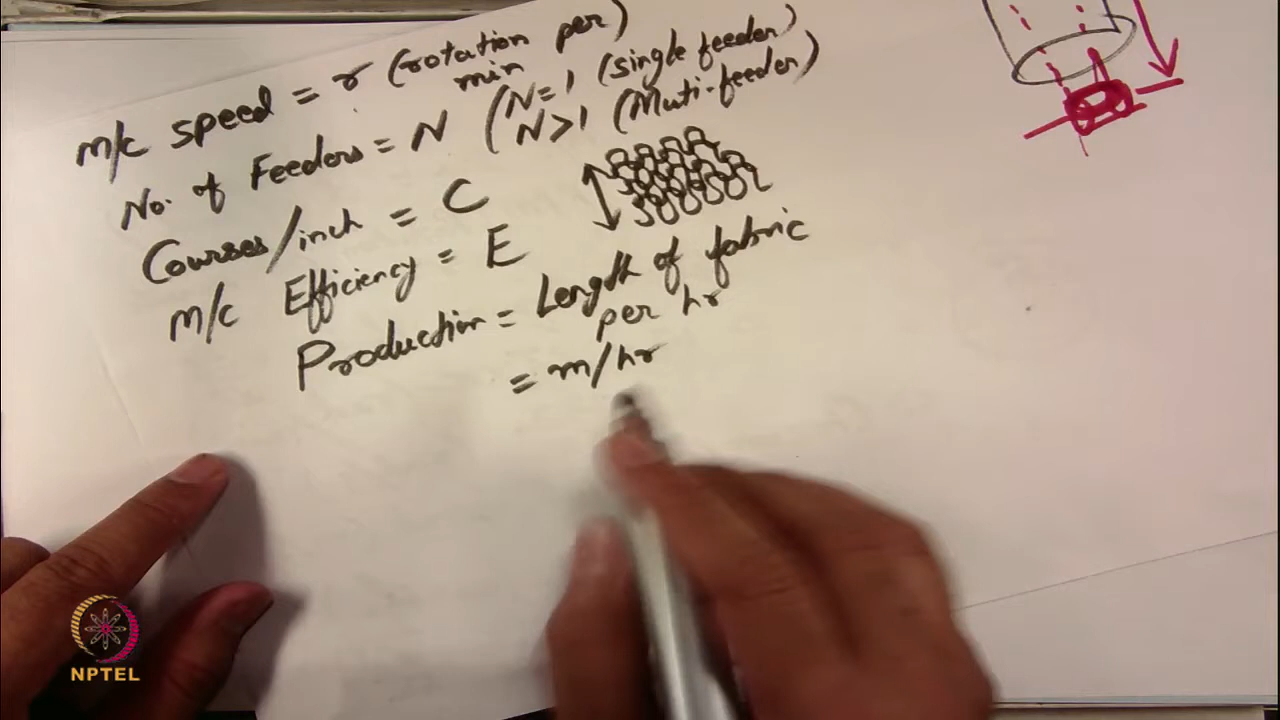 m/c speed = r (rotation per min)
No. of Feeders = N (N=1 (single feeder)
N>1 (Muti-feeder)
Courses/inch = C
m/c Efficiency = E
Production = Length of fabric
per hr
= m/hr
NPTEL